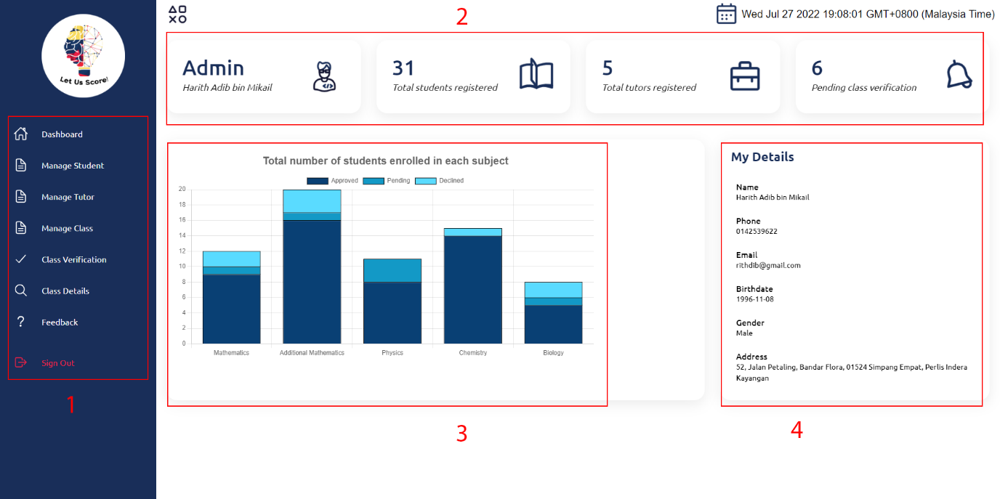 Let Us Score!
Dashboard
Manage Student
Manage Tutor
Manage Class
Class Verification
Class Details
Feedback
Sign Out
1
2
Wed Jul 27 2022 19:08:01 GMT+0800 (Malaysia Time)
Admin
Harith Adib bin Mikail
31
Total students registered
5
Total tutors registered
6
Pending class verification
Total number of students enrolled in each subject
Approved Pending Declined
20
18
16
14
12
10
8
6
4
2
0
Mathematics Additional Mathematics Physics Chemistry Biology
3
My Details
Name
Harith Adib bin Mikail
Phone
0142539622
Email
rithdib@gmail.com
Birthdate
1996-11-08
Gender
Male
Address
52, Jalan Petaling, Bandar Flora, 01524 Simpang Empat, Perlis Indera
Kayangan
4